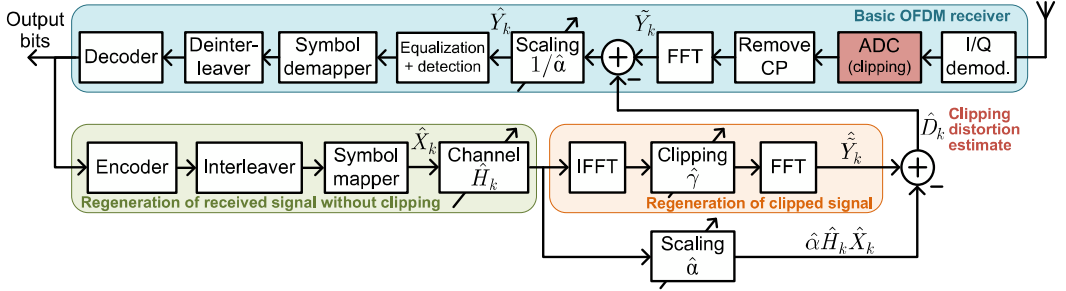 Output
bits
Basic OFDM receiver
Decoder
Deinter-
leaver
Symbol
demapper
Equalization
+ detection
Ŷ_k
Scaling
1/α̂
Ỹ_k
+
−
FFT
Remove
CP
ADC
(clipping)
I/Q
demod.
Encoder
Interleaver
Symbol
mapper
X̂_k
Channel
Ĥ_k
Regeneration of received signal without clipping
IFFT
Clipping
γ̂
FFT
Ỹ̂_k
Regeneration of clipped signal
D̂_k
Clipping
distortion
estimate
+
−
Scaling
α̂
α̂Ĥ_kX̂_k